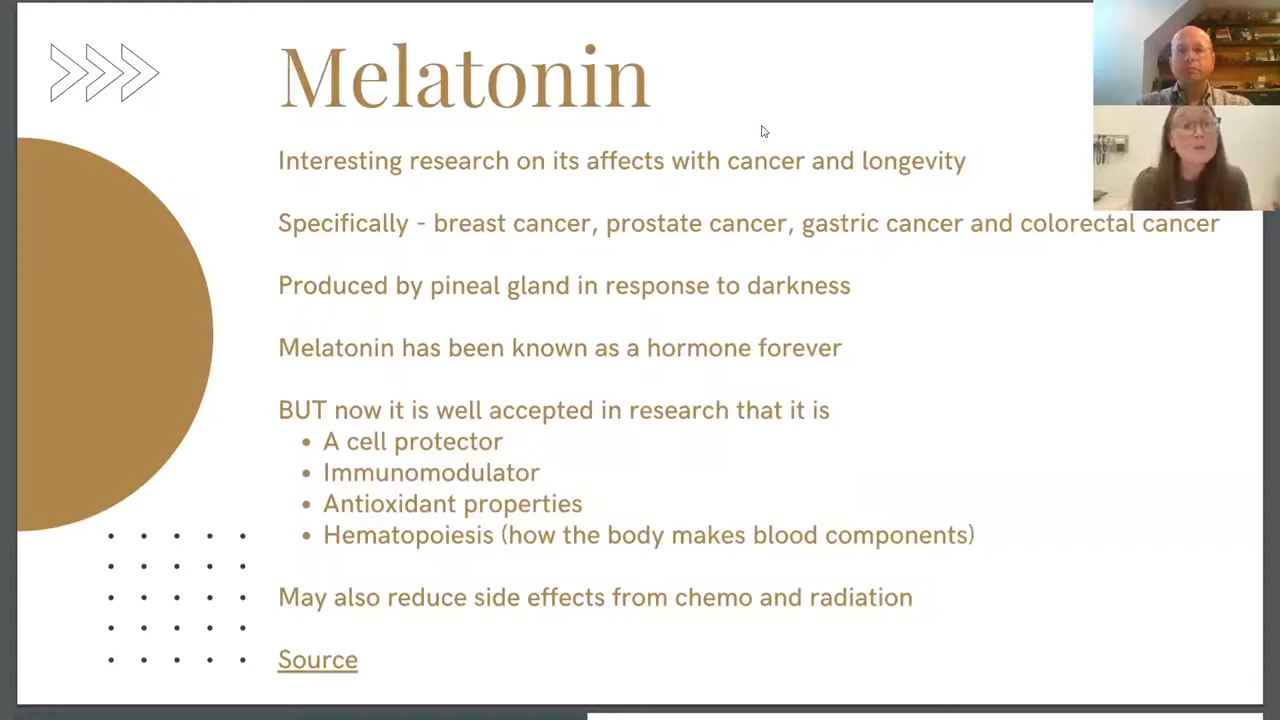 Melatonin
Interesting research on its affects with cancer and longevity
Specifically - breast cancer, prostate cancer, gastric cancer and colorectal cancer
Produced by pineal gland in response to darkness
Melatonin has been known as a hormone forever
BUT now it is well accepted in research that it is
• A cell protector
• Immunomodulator
• Antioxidant properties
• Hematopoiesis (how the body makes blood components)
May also reduce side effects from chemo and radiation
Source